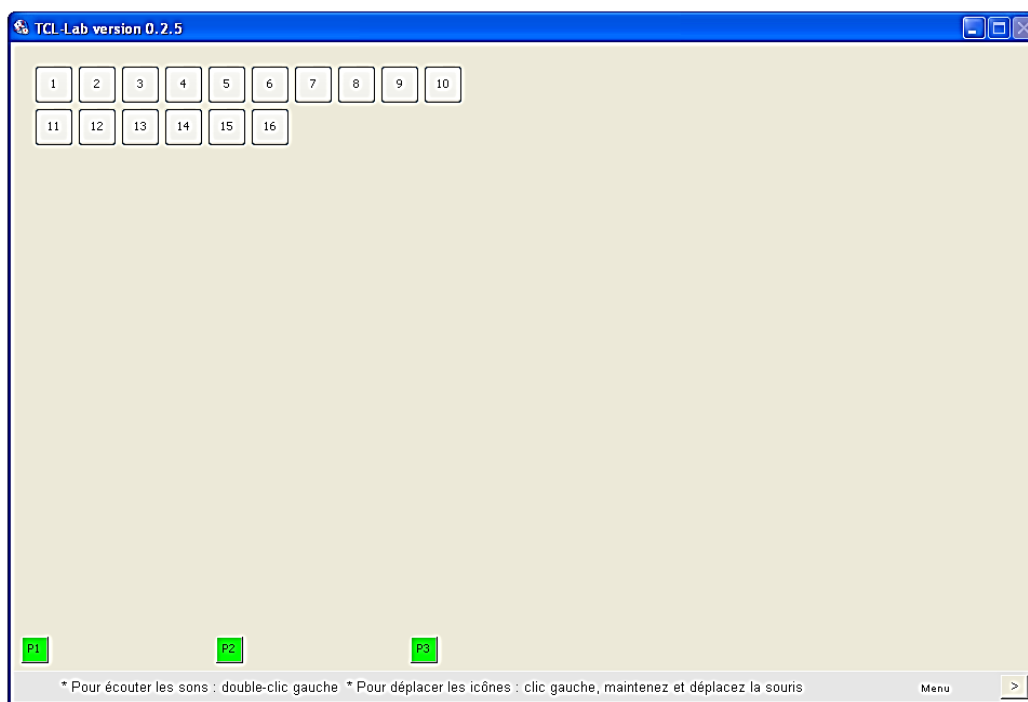 TCL-Lab version 0.2.5
1 2 3 4 5 6 7 8 9 10
11 12 13 14 15 16
P1 P2 P3
* Pour écouter les sons : double-clic gauche * Pour déplacer les icônes : clic gauche, maintenez et déplacez la souris Menu >